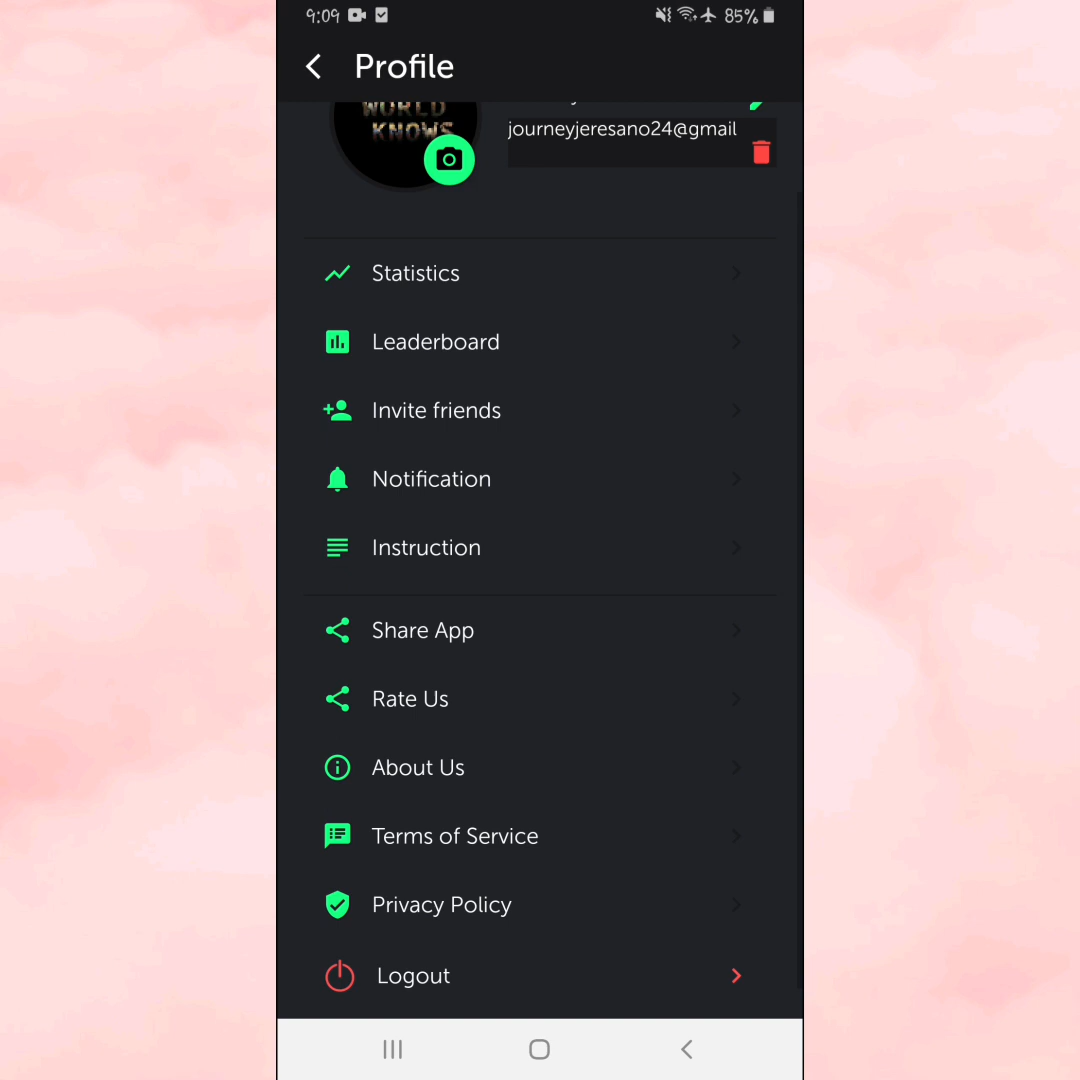 9:09 85%
Profile
WORLD
KNOWS
journeyjeresano24@gmail
Statistics
Leaderboard
Invite friends
Notification
Instruction
Share App
Rate Us
About Us
Terms of Service
Privacy Policy
Logout